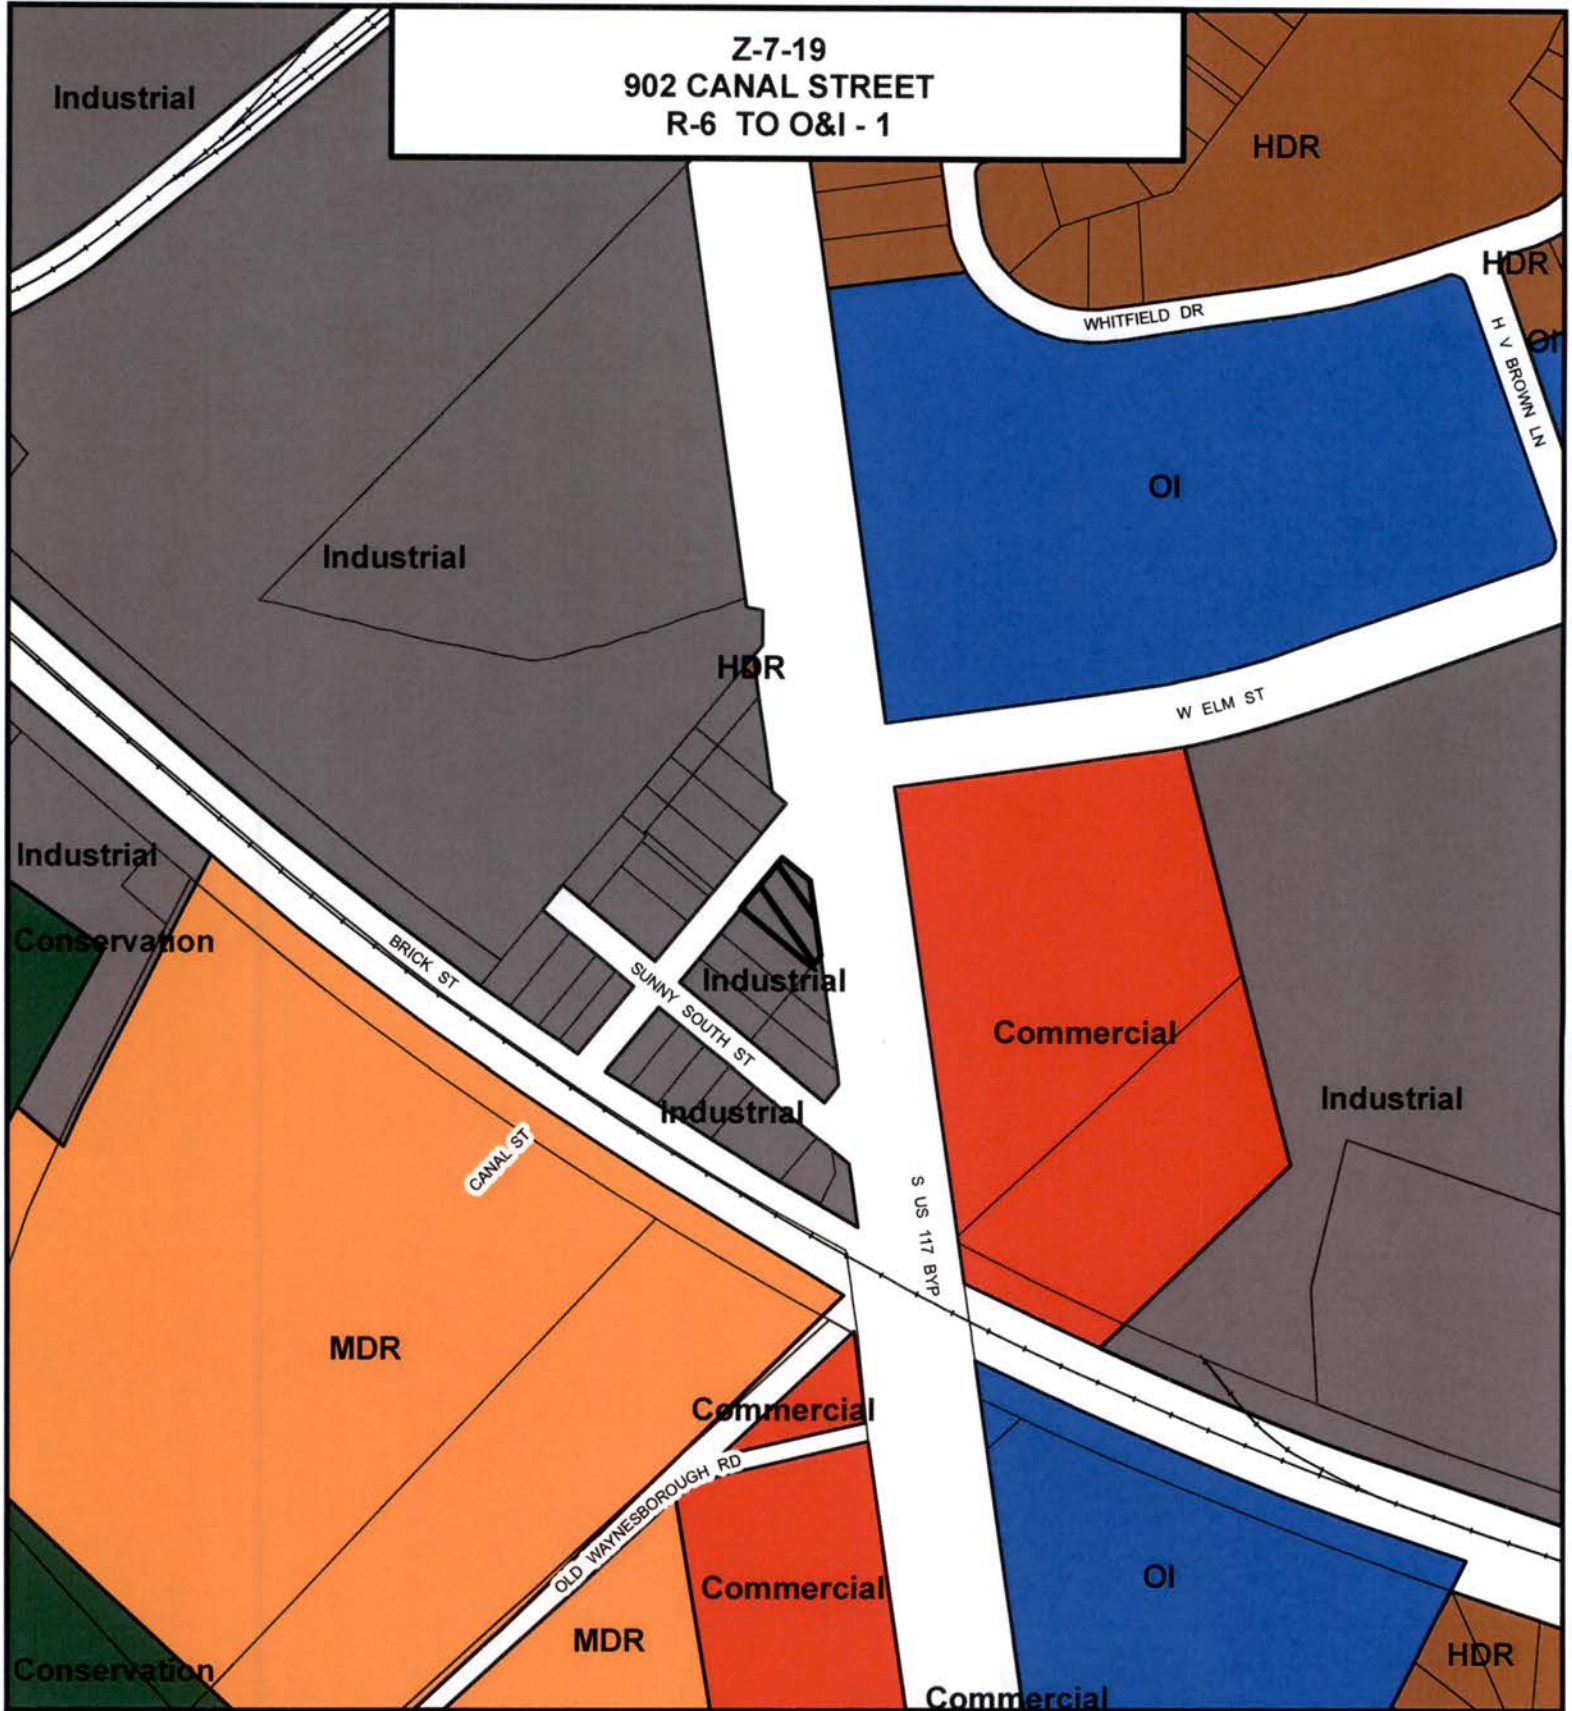 Z-7-19
902 CANAL STREET
R-6 TO O&I - 1
Industrial
HDR
HDR
WHITFIELD DR
OI
H V BROWN LN
OI
Industrial
HDR
W ELM ST
Industrial
Conservation
BRICK ST
SUNNY SOUTH ST
Industrial
Commercial
Industrial
Industrial
CANAL ST
S US 117 BYP
MDR
Commercial
OLD WAYNESBOROUGH RD
Commercial
OI
MDR
HDR
Conservation
Commercial